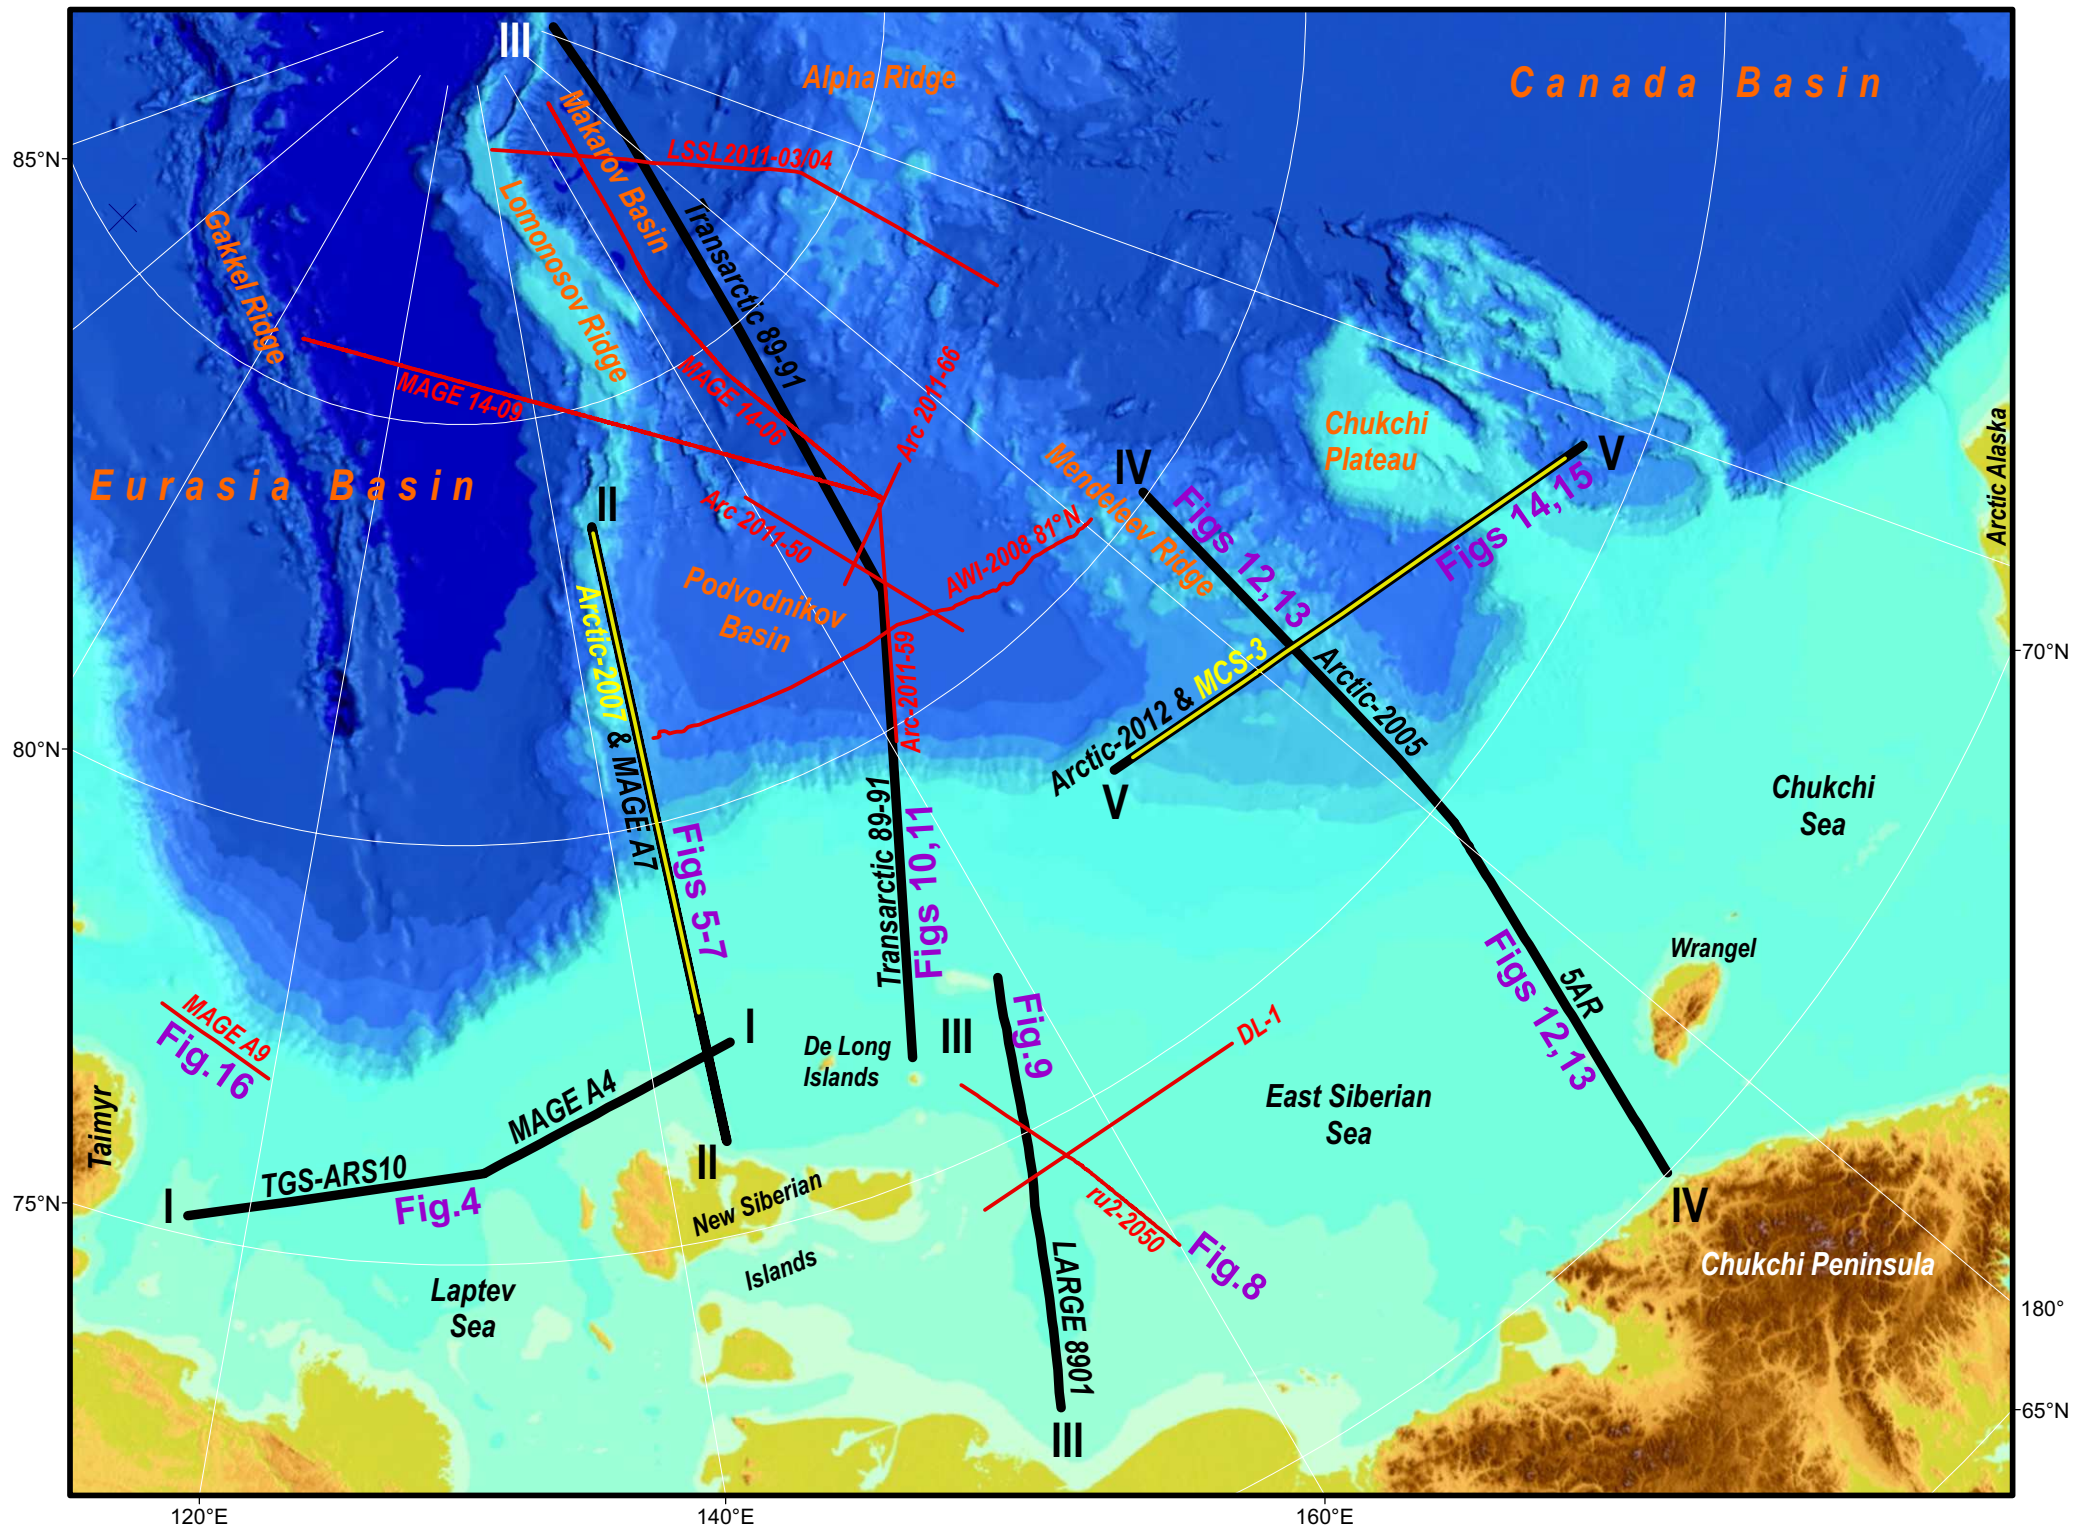 III
Alpha Ridge
Canada Basin
85°N
Makarov Basin
LSSL2011-03/04
Lomonosov Ridge
Gakkel Ridge
Transarctic 89-91
MAGE 14-09
MAGE 14-06
Arc 2011-66
Chukchi
Plateau
Arctic Alaska
Eurasia Basin
II
Arc 2011-50
Mendeleev Ridge
IV
V
Figs 12,13
Figs 14,15
AWI-2008 81°N
Podvodnikov
Basin
Arctic-2007 & MAGE A7
Arc-2011-59
Arctic-2012 & MCS-3
Arctic-2005
70°N
80°N
V
Chukchi
Sea
Transarctic 89-91
Figs 10,11
Figs 5-7
Wrangel
5AR
Figs 12,13
MAGE A9
Fig.16
I
De Long
Islands
III
Fig.9
DL-1
East Siberian
Sea
Taimyr
MAGE A4
II
TGS-ARS10
I
Fig.4
75°N
New Siberian
Islands
ru2-2050
Fig.8
IV
Chukchi Peninsula
Laptev
Sea
LARGE 8901
180°
III
65°N
120°E
140°E
160°E